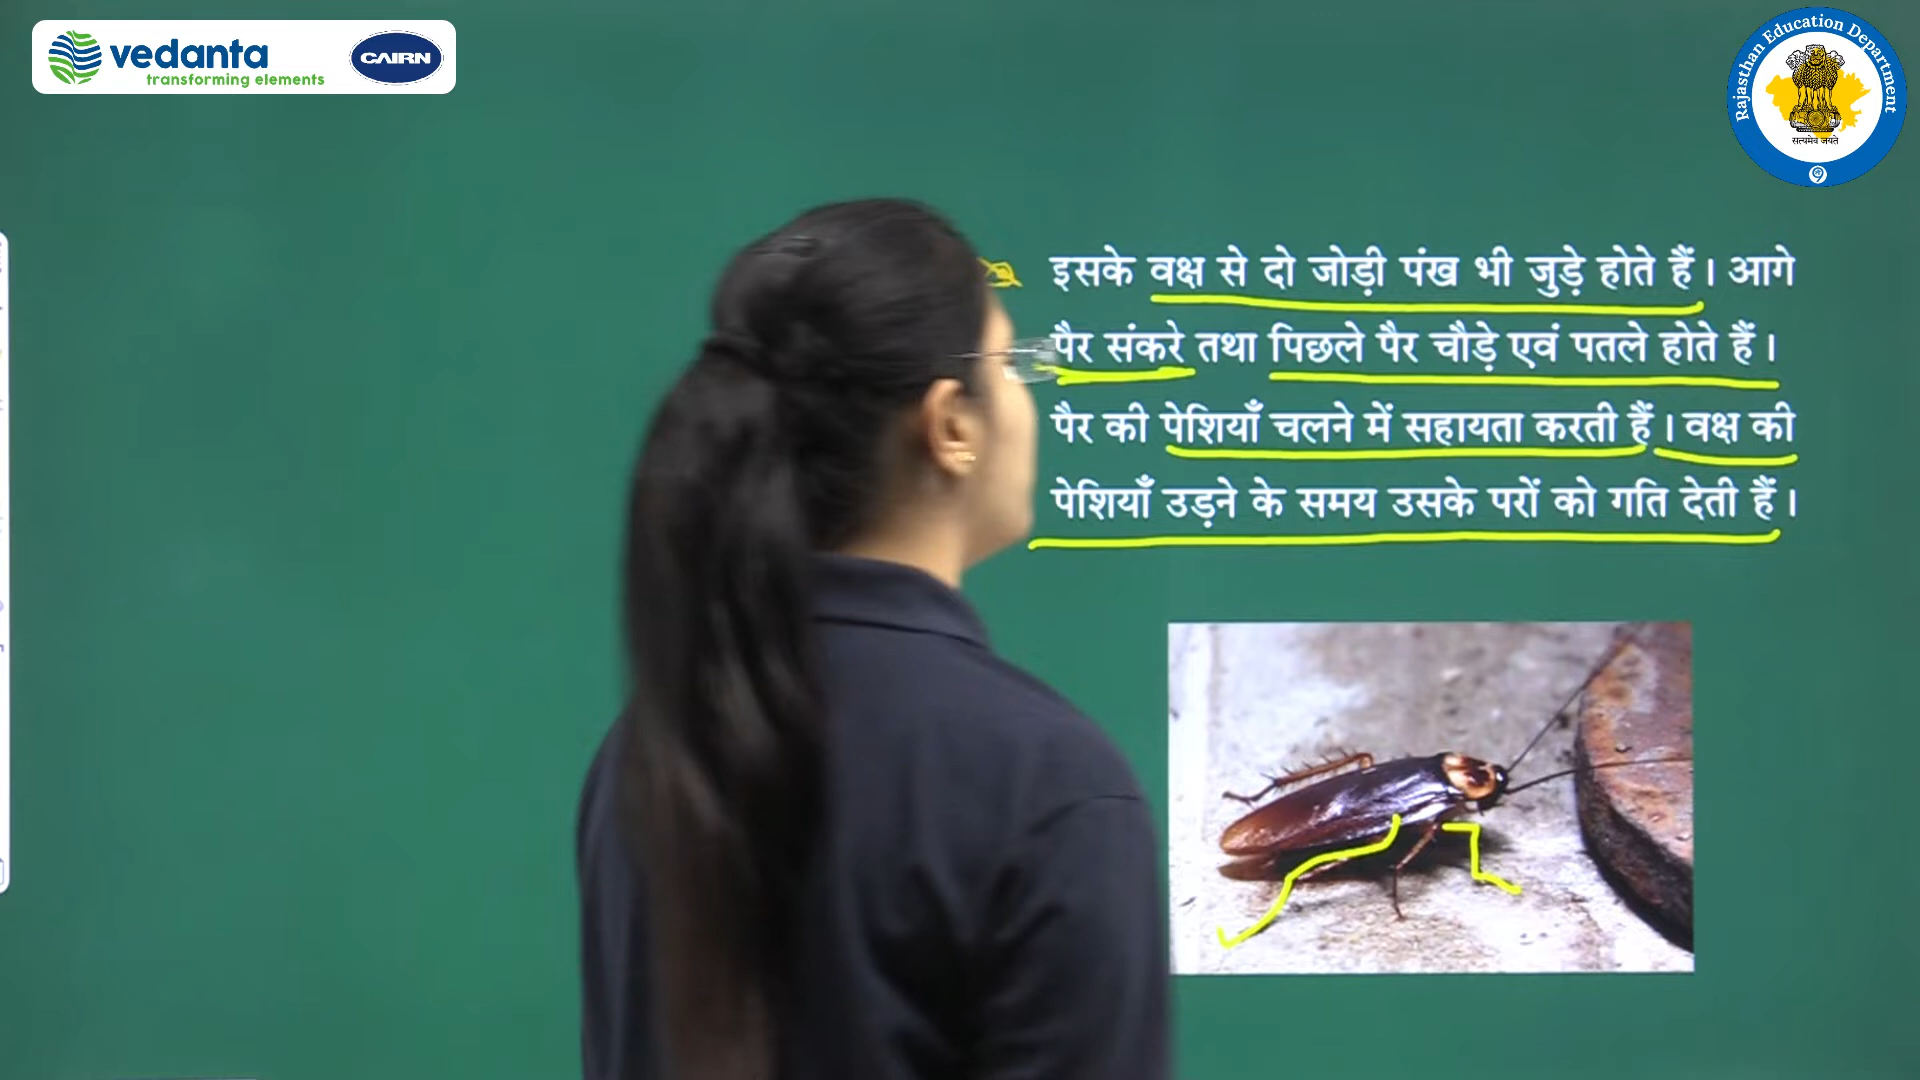 vedanta
transforming elements
CAIRN
Rajasthan Education Department
सत्यमेव जयते
इसके वक्ष से दो जोड़ी पंख भी जुड़े होते हैं। आगे
पैर संकरे तथा पिछले पैर चौड़े एवं पतले होते हैं।
पैर की पेशियाँ चलने में सहायता करती हैं। वक्ष की
पेशियाँ उड़ने के समय उसके परों को गति देती हैं।